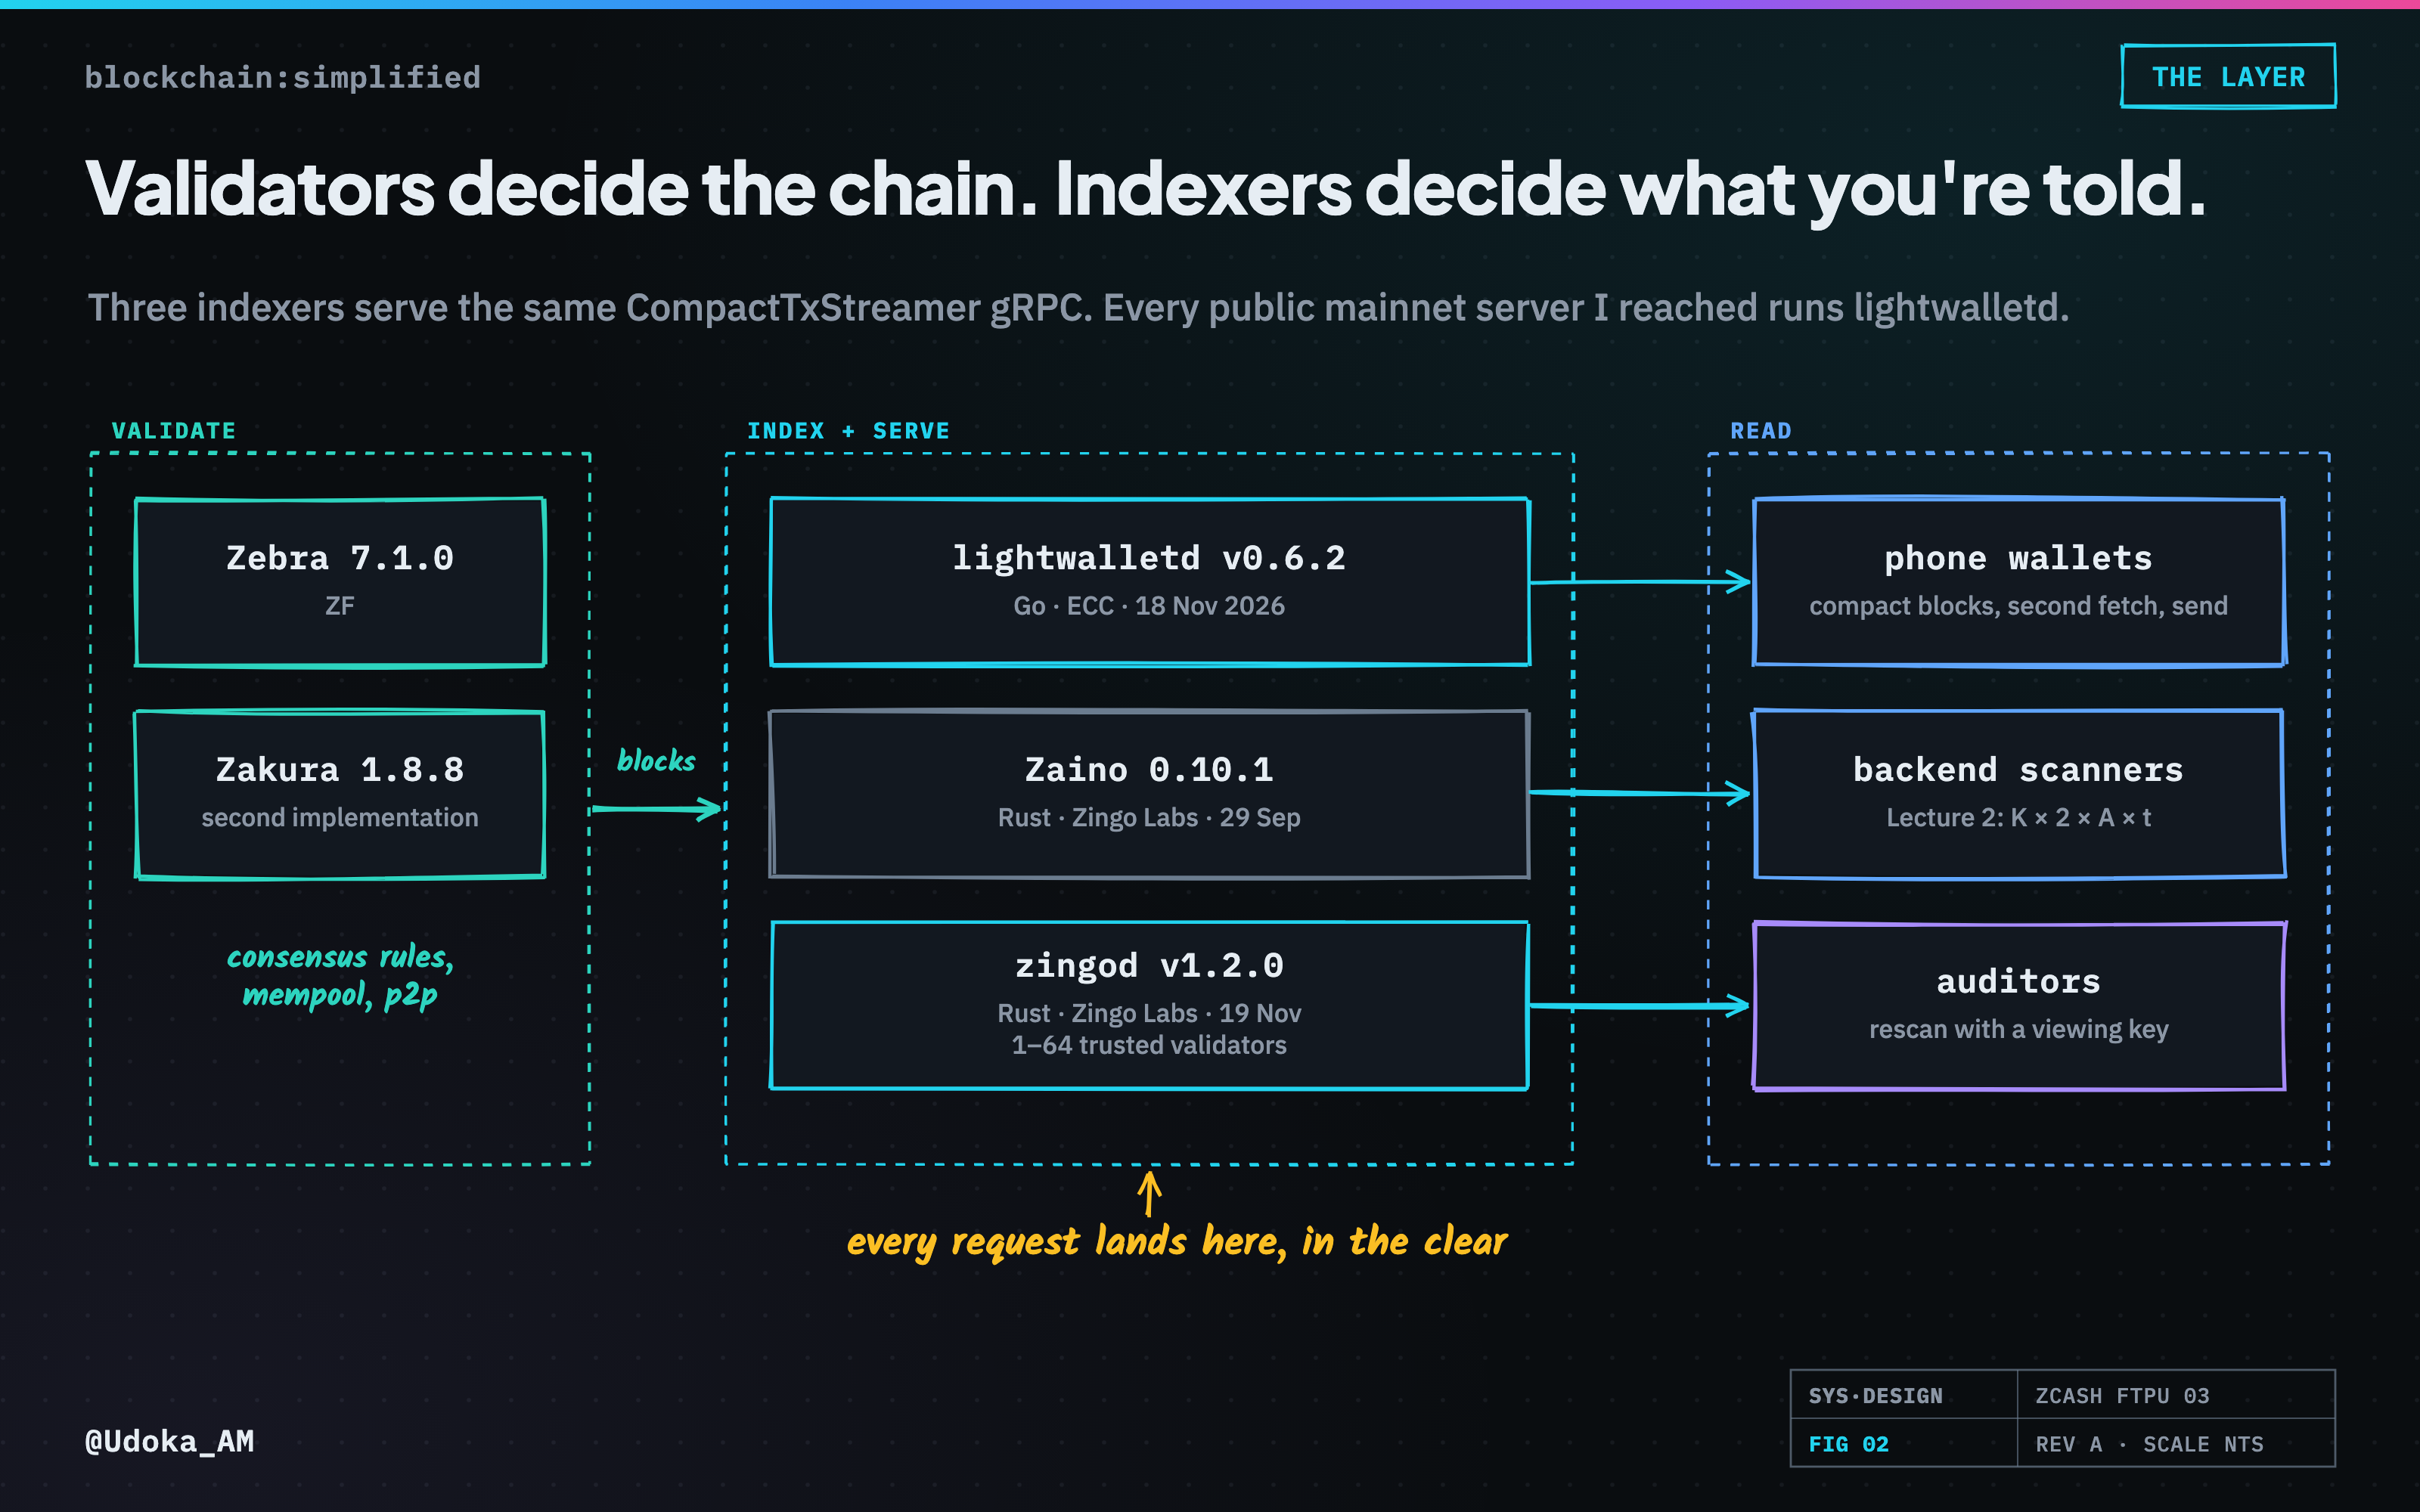 blockchain:simplified
THE LAYER
Validators decide the chain. Indexers decide what you're told.
Three indexers serve the same CompactTxStreamer gRPC. Every public mainnet server I reached runs lightwalletd.
VALIDATE
Zebra 7.1.0
ZF
Zakura 1.8.8
second implementation
consensus rules,
mempool, p2p
blocks
INDEX + SERVE
lightwalletd v0.6.2
Go · ECC · 18 Nov 2026
Zaino 0.10.1
Rust · Zingo Labs · 29 Sep
zingod v1.2.0
Rust · Zingo Labs · 19 Nov
1–64 trusted validators
READ
phone wallets
compact blocks, second fetch, send
backend scanners
Lecture 2: K × 2 × A × t
auditors
rescan with a viewing key
every request lands here, in the clear
@Udoka_AM
SYS·DESIGN
ZCASH FTPU 03
FIG 02
REV A · SCALE NTS